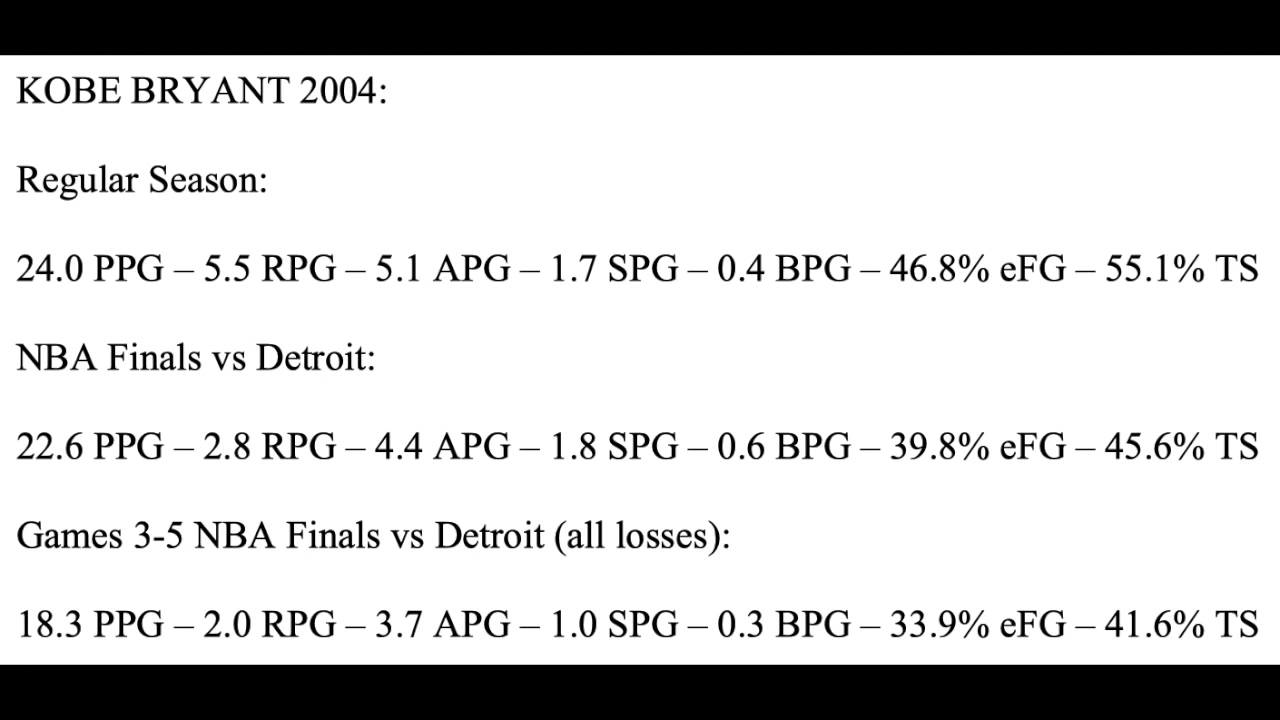 KOBE BRYANT 2004:
Regular Season:
24.0 PPG – 5.5 RPG – 5.1 APG – 1.7 SPG – 0.4 BPG – 46.8% eFG – 55.1% TS
NBA Finals vs Detroit:
22.6 PPG – 2.8 RPG – 4.4 APG – 1.8 SPG – 0.6 BPG – 39.8% eFG – 45.6% TS
Games 3-5 NBA Finals vs Detroit (all losses):
18.3 PPG – 2.0 RPG – 3.7 APG – 1.0 SPG – 0.3 BPG – 33.9% eFG – 41.6% TS